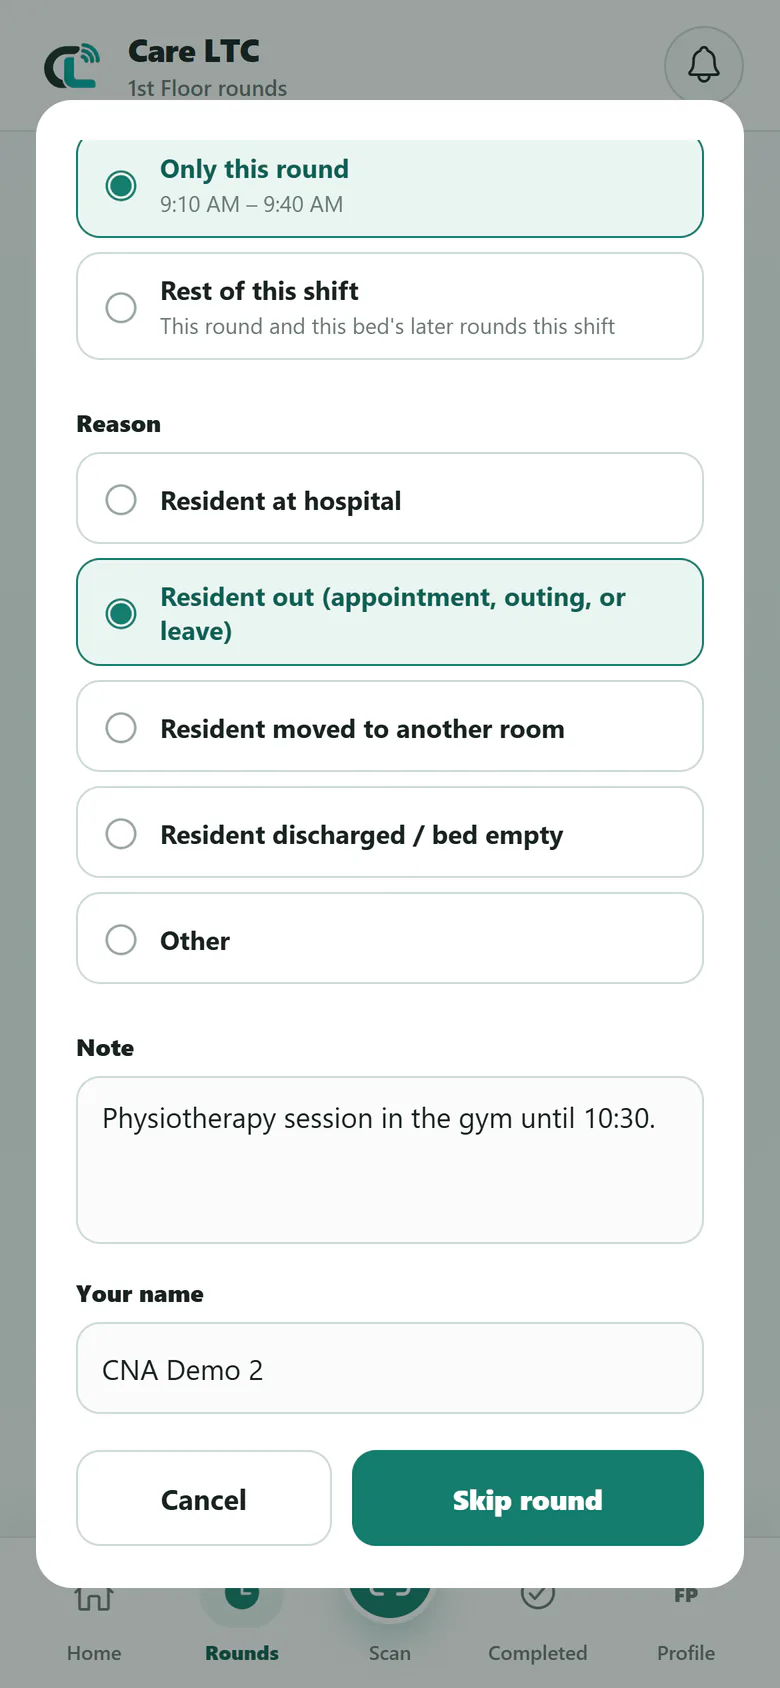 Care LTC
1st Floor rounds
Only this round
9:10 AM – 9:40 AM
Rest of this shift
This round and this bed's later rounds this shift
Reason
Resident at hospital
Resident out (appointment, outing, or
leave)
Resident moved to another room
Resident discharged / bed empty
Other
Note
Physiotherapy session in the gym until 10:30.
Your name
CNA Demo 2
Cancel
Skip round
FP
Home
Rounds
Scan
Completed
Profile